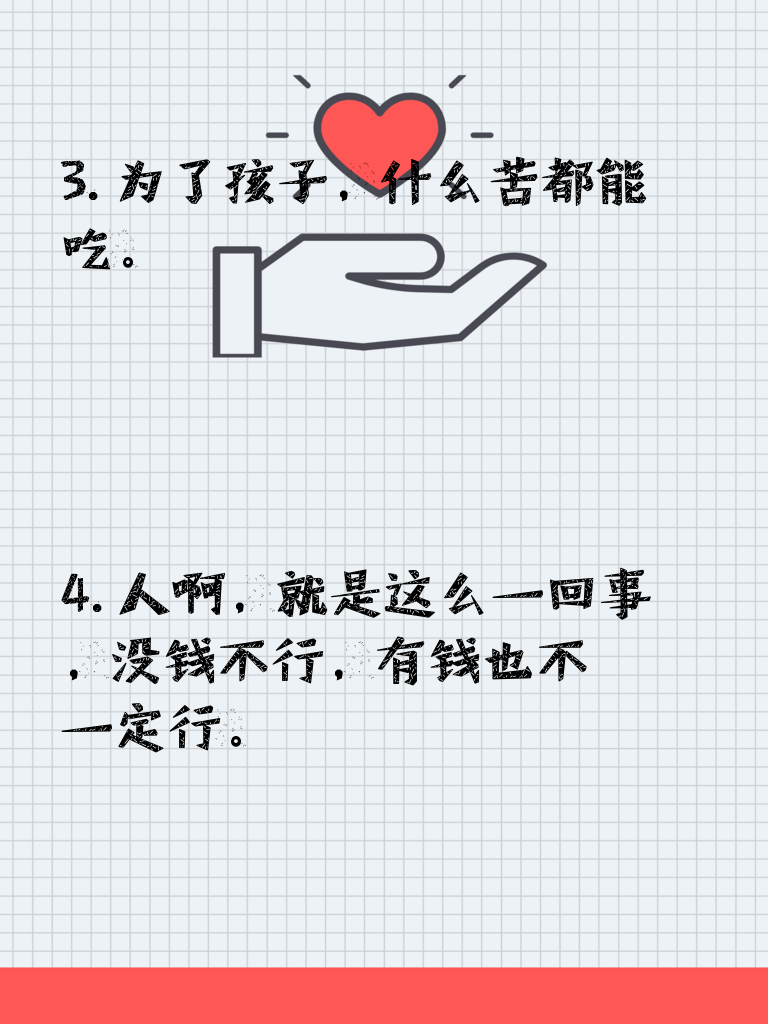 3. 为了孩子，什么苦都能
吃。
4. 人啊，就是这么一回事
，没钱不行，有钱也不
一定行。